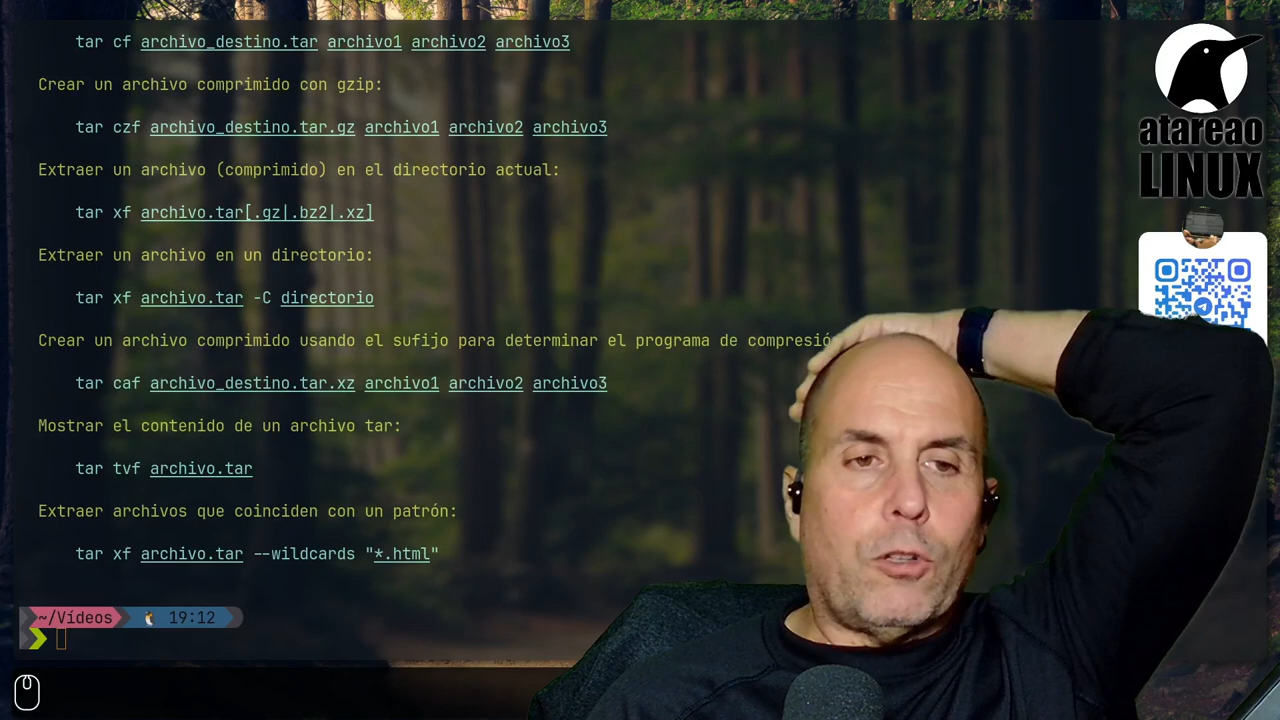 tar cf archivo_destino.tar archivo1 archivo2 archivo3
Crear un archivo comprimido con gzip:
tar czf archivo_destino.tar.gz archivo1 archivo2 archivo3
Extraer un archivo (comprimido) en el directorio actual:
tar xf archivo.tar[.gz|.bz2|.xz]
Extraer un archivo en un directorio:
tar xf archivo.tar -C directorio
Crear un archivo comprimido usando el sufijo para determinar el programa de compresió
tar caf archivo_destino.tar.xz archivo1 archivo2 archivo3
Mostrar el contenido de un archivo tar:
tar tvf archivo.tar
Extraer archivos que coinciden con un patrón:
tar xf archivo.tar --wildcards "*.html"
~/Vídeos 19:12
atareao
LINUX